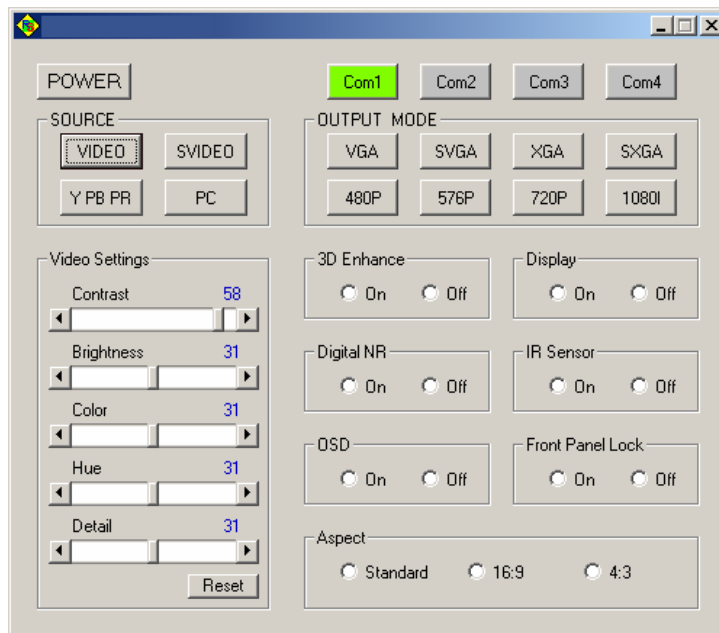 POWER
Com1 Com2 Com3 Com4
SOURCE
VIDEO SVIDEO
Y PB PR PC
OUTPUT MODE
VGA SVGA XGA SXGA
480P 576P 720P 1080I
Video Settings
Contrast 58
Brightness 31
Color 31
Hue 31
Detail 31
Reset
3D Enhance
On Off
Display
On Off
Digital NR
On Off
IR Sensor
On Off
OSD
On Off
Front Panel Lock
On Off
Aspect
Standard 16:9 4:3